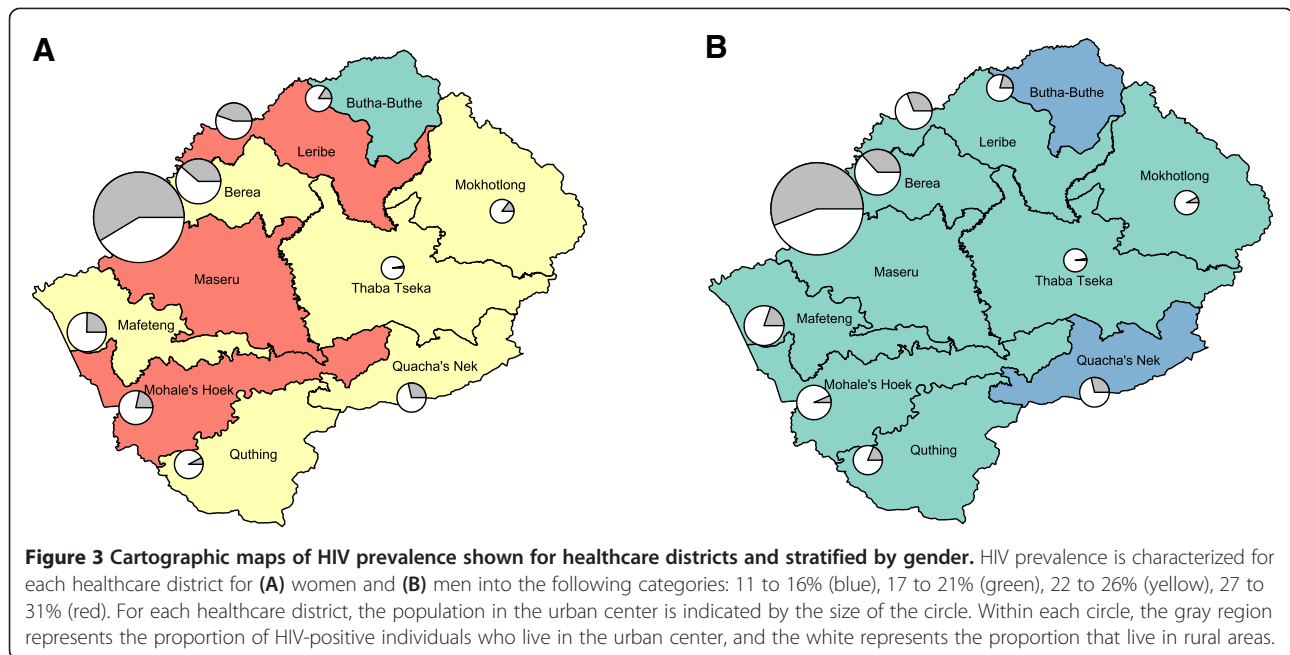 A
B
Butha-Buthe
Leribe
Berea
Mokhotlong
Maseru
Thaba Tseka
Mafeteng
Quacha's Nek
Mohale's Hoek
Quthing
Butha-Buthe
Leribe
Berea
Mokhotlong
Maseru
Thaba Tseka
Mafeteng
Quacha's Nek
Mohale's Hoek
Quthing
Figure 3 Cartographic maps of HIV prevalence shown for healthcare districts and stratified by gender. HIV prevalence is characterized for
each healthcare district for (A) women and (B) men into the following categories: 11 to 16% (blue), 17 to 21% (green), 22 to 26% (yellow), 27 to
31% (red). For each healthcare district, the population in the urban center is indicated by the size of the circle. Within each circle, the gray region
represents the proportion of HIV-positive individuals who live in the urban center, and the white represents the proportion that live in rural areas.